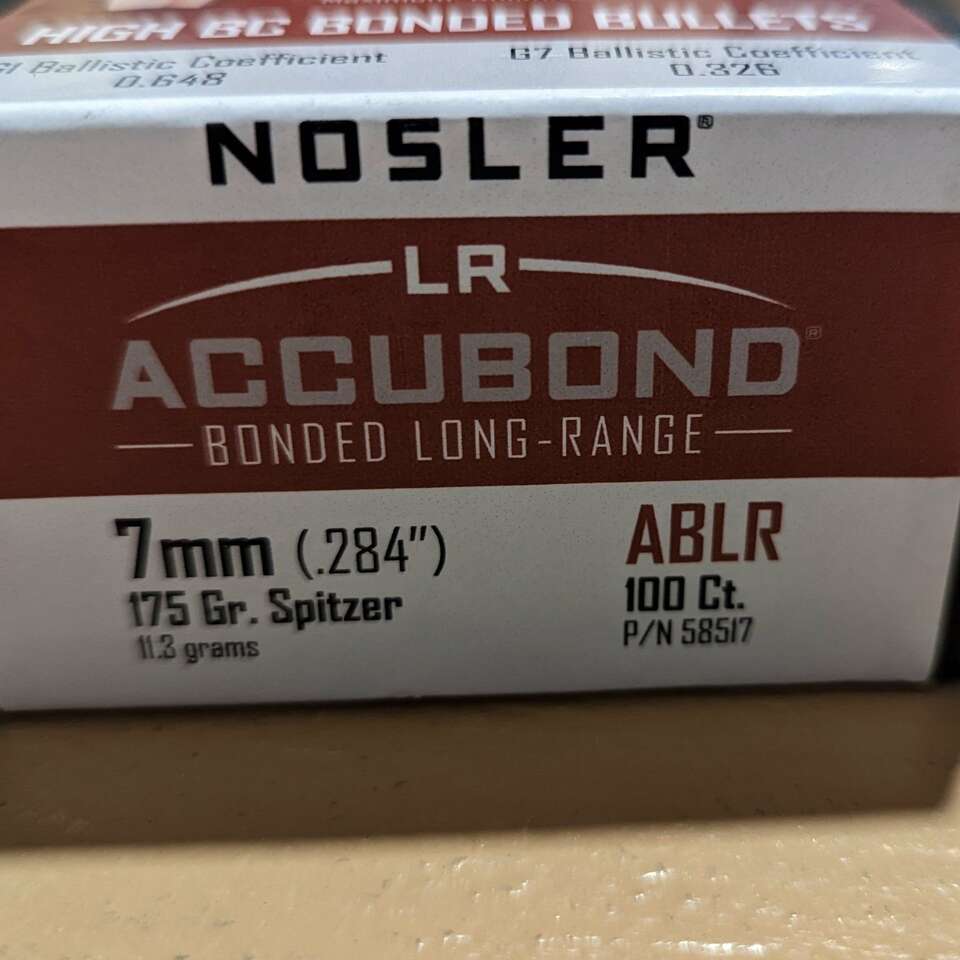 HIGH BC BONDED BULLETS
G1 Ballistic Coefficient
0.648
G7 Ballistic Coefficient
0.326
NOSLER®
LR
ACCUBOND®
BONDED LONG-RANGE
7mm (.284")
175 Gr. Spitzer
11.3 grams
ABLR
100 Ct.
P/N 58517